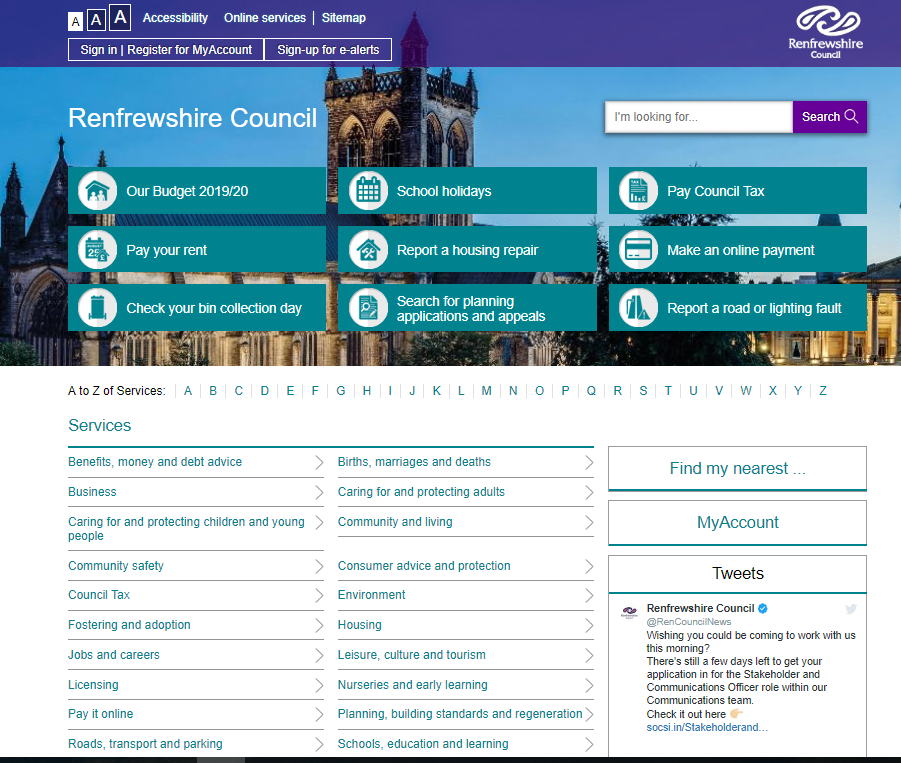 A A A Accessibility Online services Sitemap
Sign in | Register for MyAccount Sign-up for e-alerts
Renfrewshire
Council
Renfrewshire Council
I'm looking for... Search
Our Budget 2019/20 School holidays Pay Council Tax
Pay your rent Report a housing repair Make an online payment
Check your bin collection day
Search for planning
applications and appeals
Report a road or lighting fault
A to Z of Services: A B C D E F G H I J K L M N O P Q R S T U V W X Y Z
Services
Benefits, money and debt advice
Births, marriages and deaths
Business
Caring for and protecting adults
Caring for and protecting children and young
people
Community and living
Community safety
Consumer advice and protection
Council Tax
Environment
Fostering and adoption
Housing
Jobs and careers
Leisure, culture and tourism
Licensing
Nurseries and early learning
Pay it online
Planning, building standards and regeneration
Roads, transport and parking
Schools, education and learning
Find my nearest ...
MyAccount
Tweets
Renfrewshire Council
@RenCouncilNews
Wishing you could be coming to work with us
this morning?
There's still a few days left to get your
application in for the Stakeholder and
Communications Officer role within our
Communications team.
Check it out here 👉🏻
socsi.in/Stakeholderand…